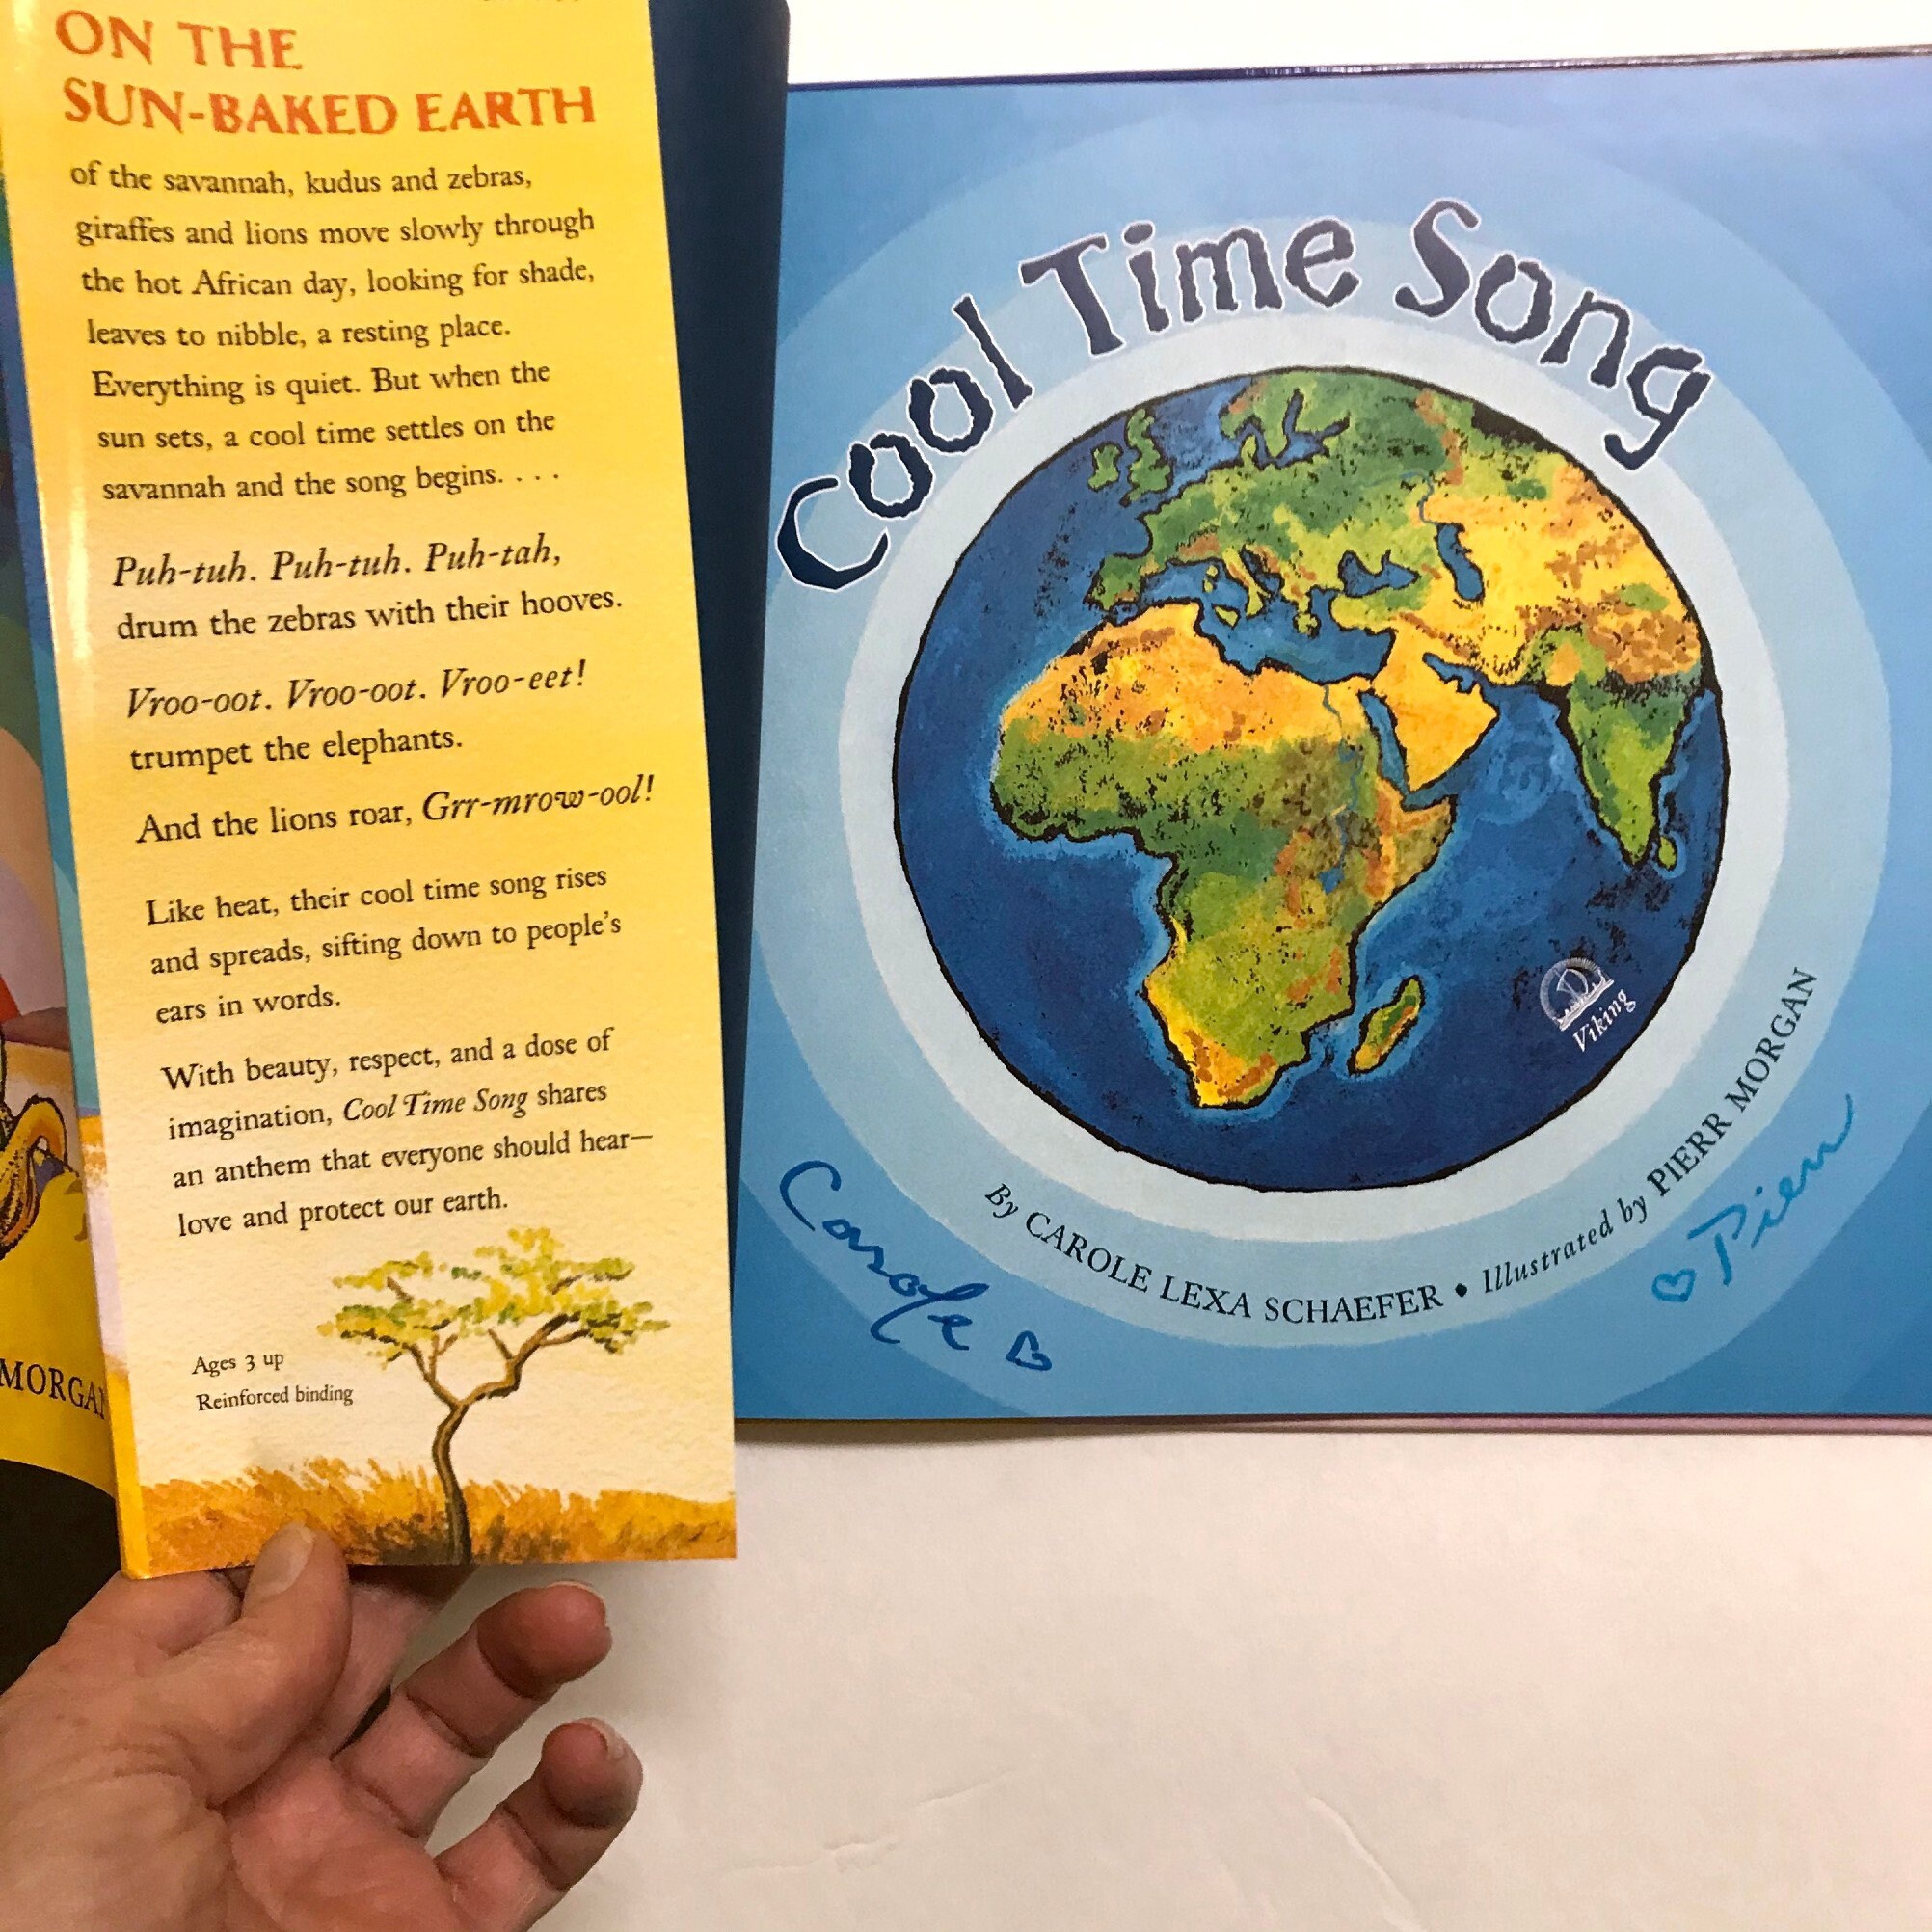 ON THE
SUN-BAKED EARTH
of the savannah, kudus and zebras,
giraffes and lions move slowly through
the hot African day, looking for shade,
leaves to nibble, a resting place.
Everything is quiet. But when the
sun sets, a cool time settles on the
savannah and the song begins. . . .
Puh-tuh. Puh-tuh. Puh-tah,
drum the zebras with their hooves.
Vroo-oot. Vroo-oot. Vroo-eet!
trumpet the elephants.
And the lions roar, Grr-mrow-ool!
Like heat, their cool time song rises
and spreads, sifting down to people's
ears in words.
With beauty, respect, and a dose of
imagination, Cool Time Song shares
an anthem that everyone should hear—
love and protect our earth.
Ages 3 up
Reinforced binding
Cool Time Song
Viking
By CAROLE LEXA SCHAEFER • Illustrated by PIERR MORGAN
Carole
Pierr